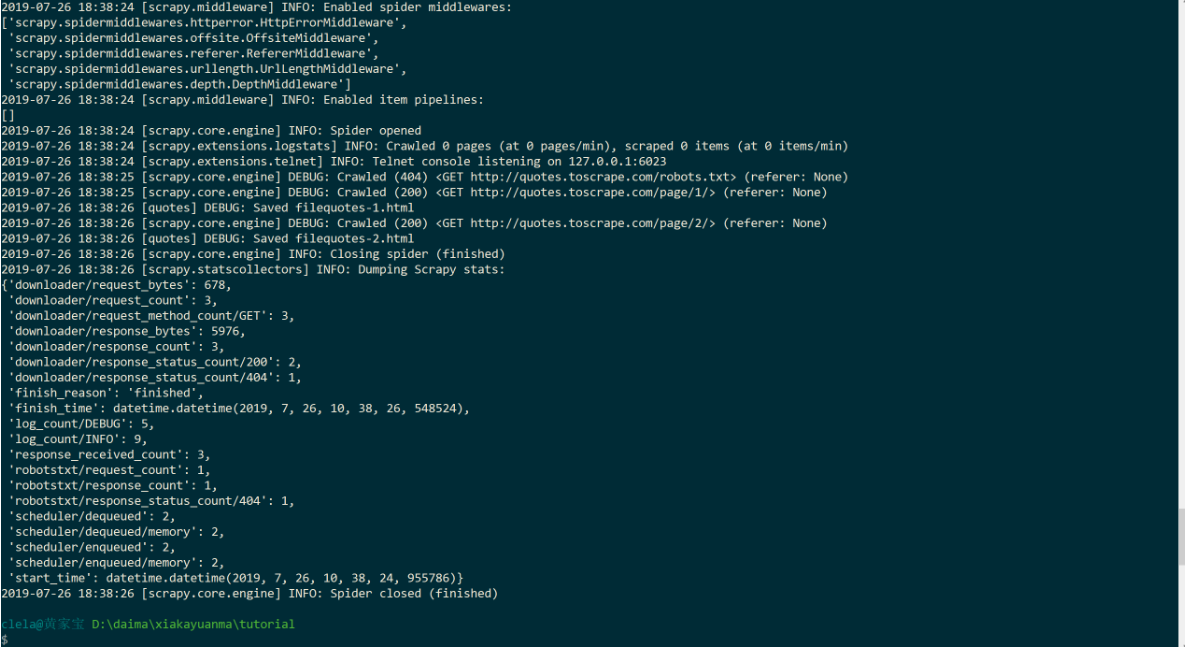 2019-07-26 18:38:24 [scrapy.middleware] INFO: Enabled spider middlewares:
['scrapy.spidermiddlewares.httperror.HttpErrorMiddleware',
 'scrapy.spidermiddlewares.offsite.OffsiteMiddleware',
 'scrapy.spidermiddlewares.referer.RefererMiddleware',
 'scrapy.spidermiddlewares.urllength.UrlLengthMiddleware',
 'scrapy.spidermiddlewares.depth.DepthMiddleware']
2019-07-26 18:38:24 [scrapy.middleware] INFO: Enabled item pipelines:
[]
2019-07-26 18:38:24 [scrapy.core.engine] INFO: Spider opened
2019-07-26 18:38:24 [scrapy.extensions.logstats] INFO: Crawled 0 pages (at 0 pages/min), scraped 0 items (at 0 items/min)
2019-07-26 18:38:24 [scrapy.extensions.telnet] INFO: Telnet console listening on 127.0.0.1:6023
2019-07-26 18:38:25 [scrapy.core.engine] DEBUG: Crawled (404) <GET http://quotes.toscrape.com/robots.txt> (referer: None)
2019-07-26 18:38:25 [scrapy.core.engine] DEBUG: Crawled (200) <GET http://quotes.toscrape.com/page/1/> (referer: None)
2019-07-26 18:38:26 [quotes] DEBUG: Saved filequotes-1.html
2019-07-26 18:38:26 [scrapy.core.engine] DEBUG: Crawled (200) <GET http://quotes.toscrape.com/page/2/> (referer: None)
2019-07-26 18:38:26 [quotes] DEBUG: Saved filequotes-2.html
2019-07-26 18:38:26 [scrapy.core.engine] INFO: Closing spider (finished)
2019-07-26 18:38:26 [scrapy.statscollectors] INFO: Dumping Scrapy stats:
{'downloader/request_bytes': 678,
 'downloader/request_count': 3,
 'downloader/request_method_count/GET': 3,
 'downloader/response_bytes': 5976,
 'downloader/response_count': 3,
 'downloader/response_status_count/200': 2,
 'downloader/response_status_count/404': 1,
 'finish_reason': 'finished',
 'finish_time': datetime.datetime(2019, 7, 26, 10, 38, 26, 548524),
 'log_count/DEBUG': 5,
 'log_count/INFO': 9,
 'response_received_count': 3,
 'robotstxt/request_count': 1,
 'robotstxt/response_count': 1,
 'robotstxt/response_status_count/404': 1,
 'scheduler/dequeued': 2,
 'scheduler/dequeued/memory': 2,
 'scheduler/enqueued': 2,
 'scheduler/enqueued/memory': 2,
 'start_time': datetime.datetime(2019, 7, 26, 10, 38, 24, 955786)}
2019-07-26 18:38:26 [scrapy.core.engine] INFO: Spider closed (finished)
clela@黄家宝 D:\daima\xiakayuanma\tutorial
$